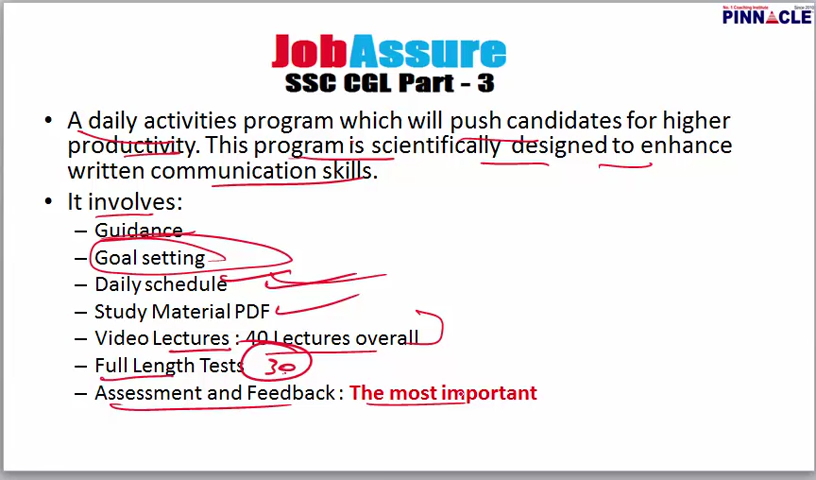 No. 1 Coaching Institute
Since 2010
PINNACLE
JobAssure
SSC CGL Part - 3
• A daily activities program which will push candidates for higher
productivity. This program is scientifically designed to enhance
written communication skills.
• It involves:
– Guidance
– Goal setting
– Daily schedule
– Study Material PDF
– Video Lectures : 40 Lectures overall
– Full Length Tests 30
– Assessment and Feedback : The most important